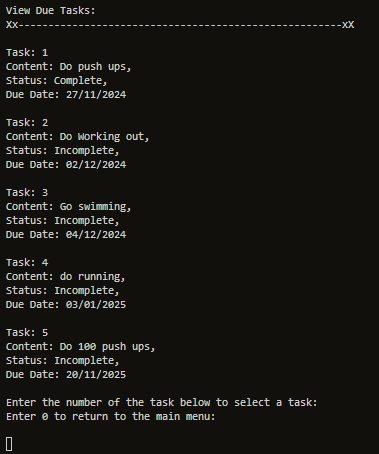 View Due Tasks:
Xx------------------------------------------------------xX
Task: 1
Content: Do push ups,
Status: Complete,
Due Date: 27/11/2024
Task: 2
Content: Do Working out,
Status: Incomplete,
Due Date: 02/12/2024
Task: 3
Content: Go swimming,
Status: Incomplete,
Due Date: 04/12/2024
Task: 4
Content: do running,
Status: Incomplete,
Due Date: 03/01/2025
Task: 5
Content: Do 100 push ups,
Status: Incomplete,
Due Date: 20/11/2025
Enter the number of the task below to select a task:
Enter 0 to return to the main menu: